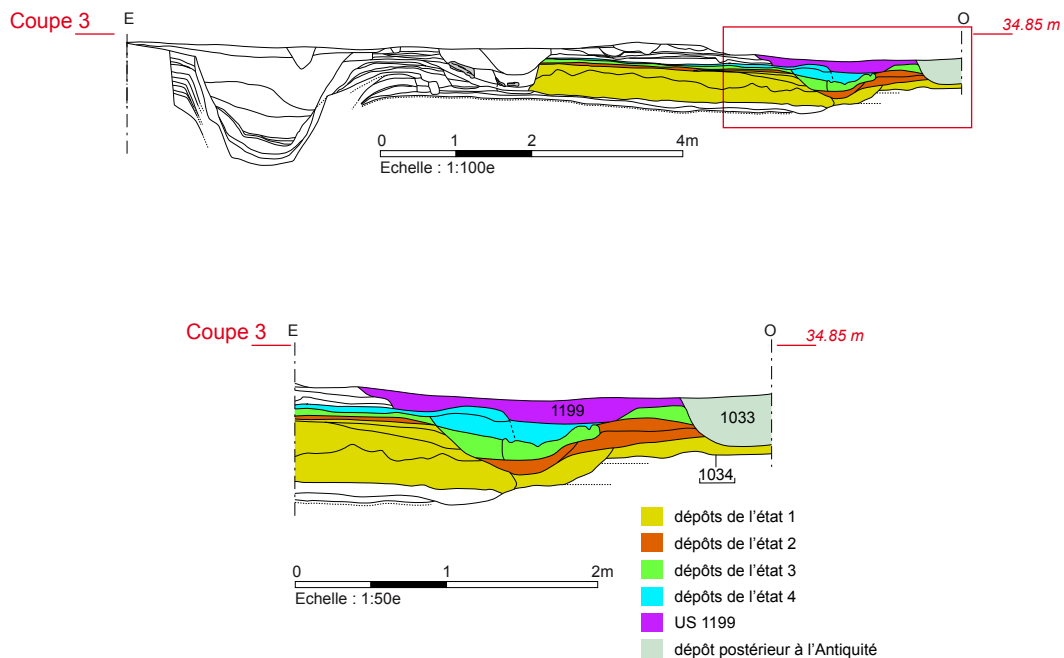 Coupe 3
E
O
34.85 m
0 1 2 4m
Echelle : 1:100e
Coupe 3
E
O
34.85 m
1199
1033
1034
dépôts de l'état 1
dépôts de l'état 2
dépôts de l'état 3
dépôts de l'état 4
US 1199
dépôt postérieur à l'Antiquité
0 1 2m
Echelle : 1:50e